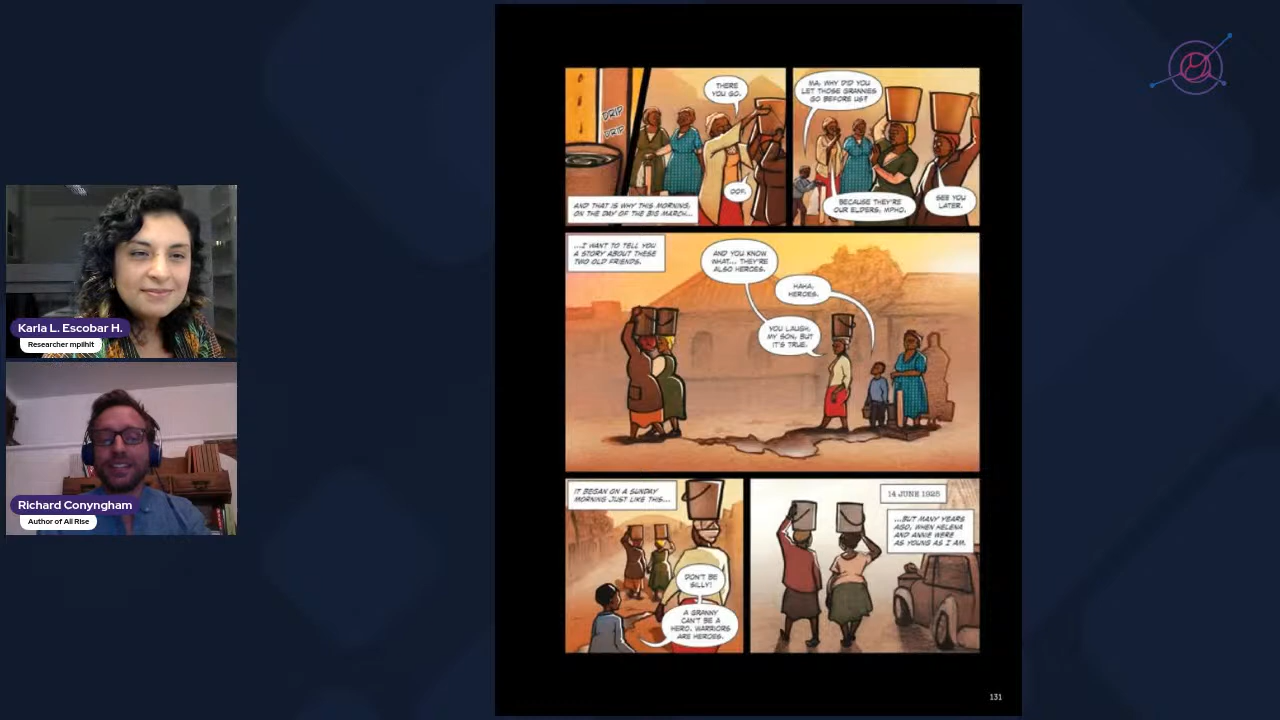 Karla L. Escobar H.
Researcher mpilhlt
Richard Conyngham
Author of All Rise
DRIP
DRIP
THERE
YOU GO.
OOF.
AND THAT IS WHY THIS MORNING,
ON THE DAY OF THE BIG MARCH...
MA, WHY DID YOU
LET THOSE GRANNIES
GO BEFORE US?
BECAUSE THEY'RE
OUR ELDERS, MPHO.
SEE YOU
LATER.
...I WANT TO TELL YOU
A STORY ABOUT THESE
TWO OLD FRIENDS.
AND YOU KNOW
WHAT... THEY'RE
ALSO HEROES.
HAHA,
HEROES.
YOU LAUGH,
MY SON, BUT
IT'S TRUE.
IT BEGAN ON A SUNDAY
MORNING JUST LIKE THIS...
DON'T BE
SILLY!
A GRANNY
CAN'T BE A
HERO. WARRIORS
ARE HEROES.
14 JUNE 1925
...BUT MANY YEARS
AGO, WHEN HELENA
AND ANNIE WERE
AS YOUNG AS I AM.
131